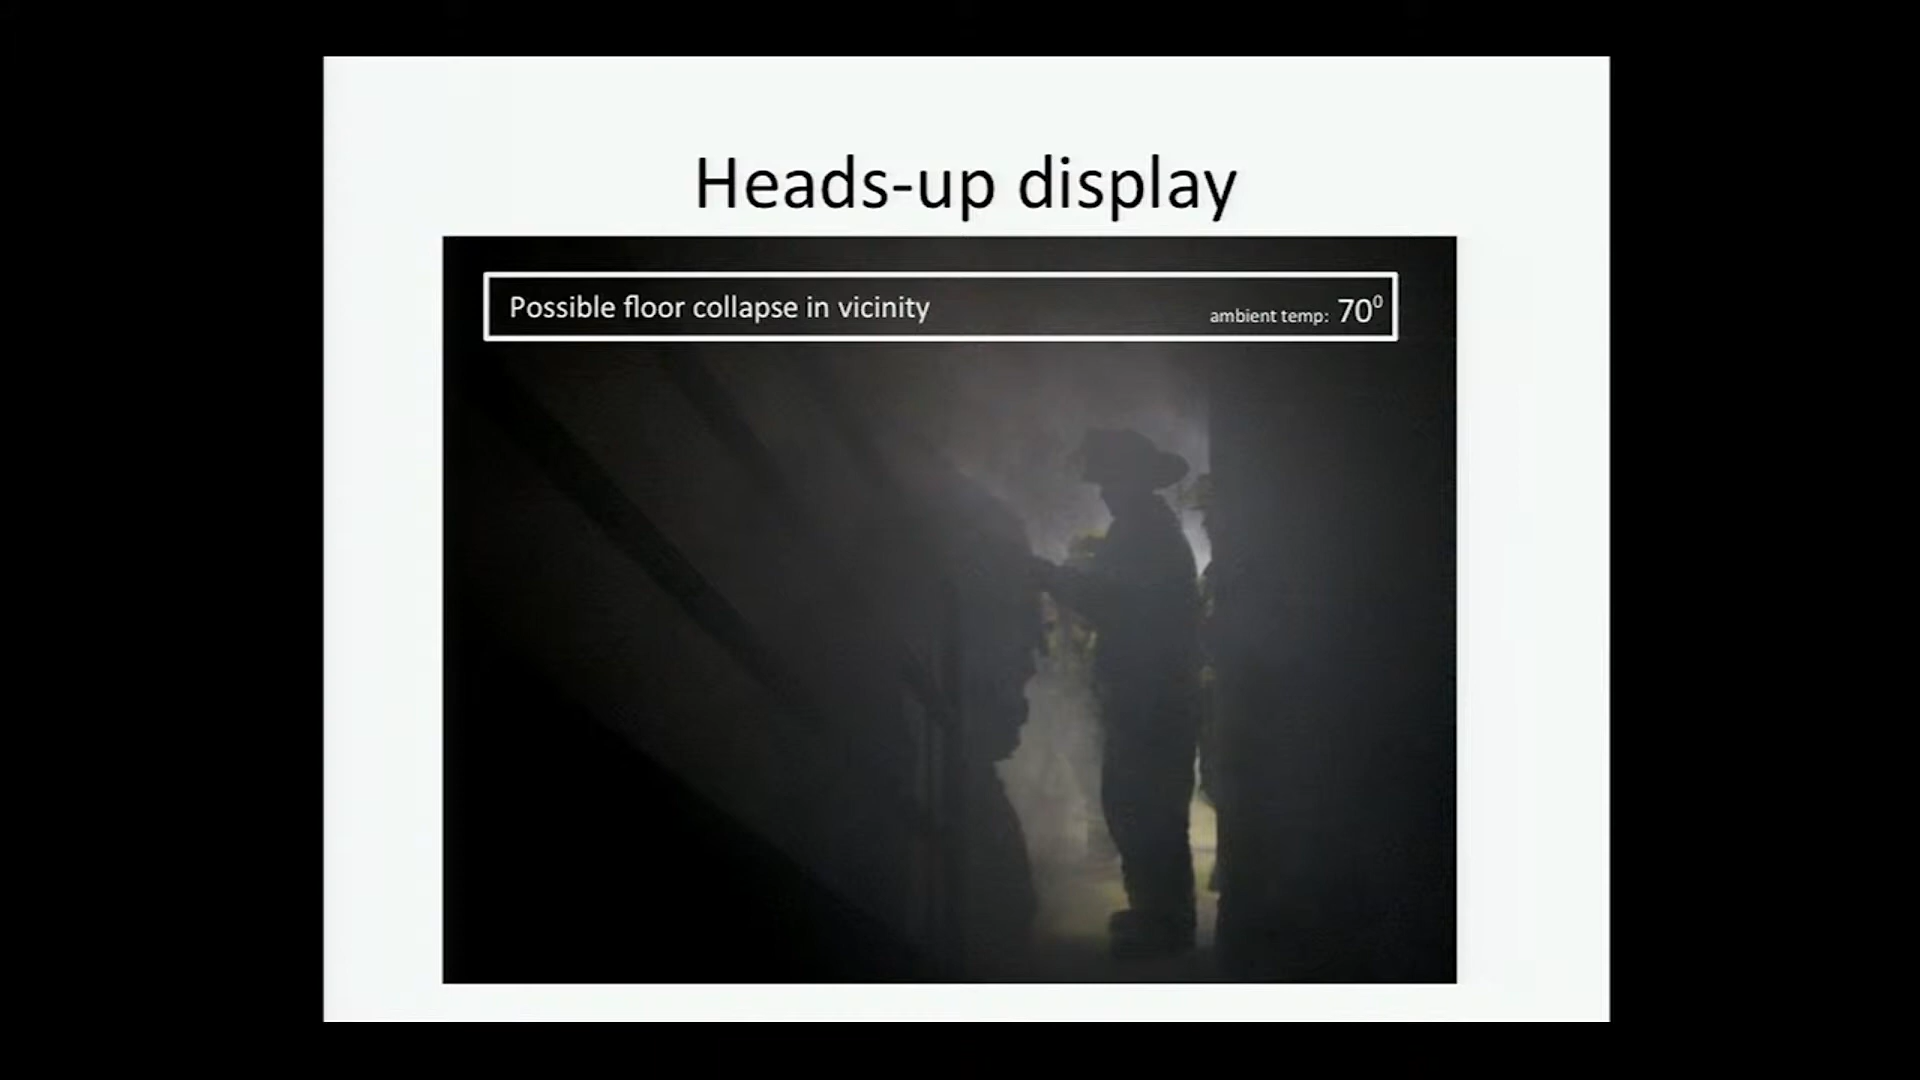 Heads-up display
Possible floor collapse in vicinity
ambient temp: 70⁰